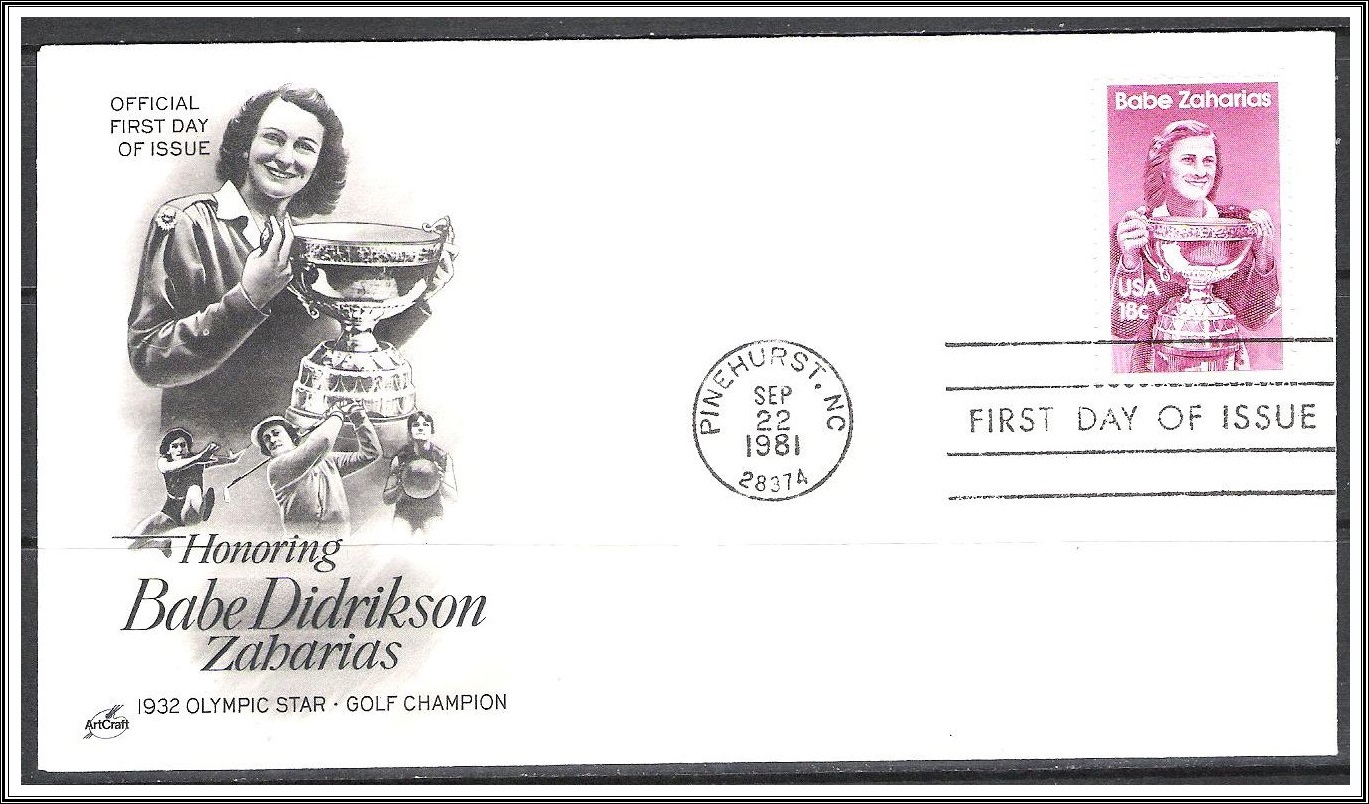 OFFICIAL
FIRST DAY
OF ISSUE
Honoring
Babe Didrikson
Zaharias
1932 OLYMPIC STAR · GOLF CHAMPION
ArtCraft
PINEHURST, NC
SEP
22
1981
28374
Babe Zaharias
USA
18c
FIRST DAY OF ISSUE